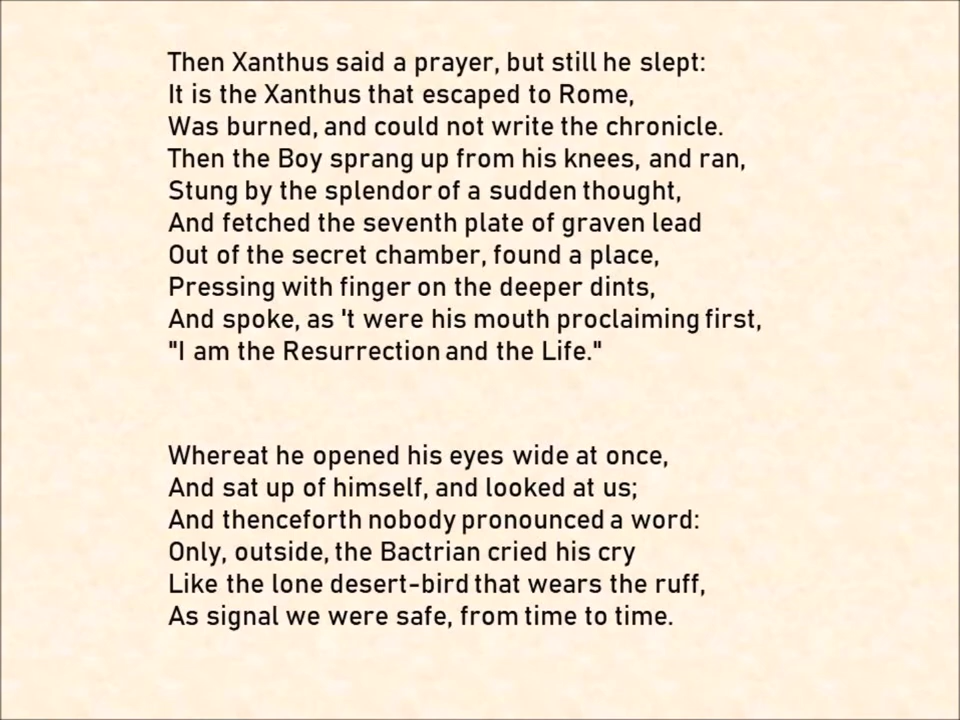 Then Xanthus said a prayer, but still he slept:
It is the Xanthus that escaped to Rome,
Was burned, and could not write the chronicle.
Then the Boy sprang up from his knees, and ran,
Stung by the splendor of a sudden thought,
And fetched the seventh plate of graven lead
Out of the secret chamber, found a place,
Pressing with finger on the deeper dints,
And spoke, as 't were his mouth proclaiming first,
"I am the Resurrection and the Life."
Whereat he opened his eyes wide at once,
And sat up of himself, and looked at us;
And thenceforth nobody pronounced a word:
Only, outside, the Bactrian cried his cry
Like the lone desert-bird that wears the ruff,
As signal we were safe, from time to time.